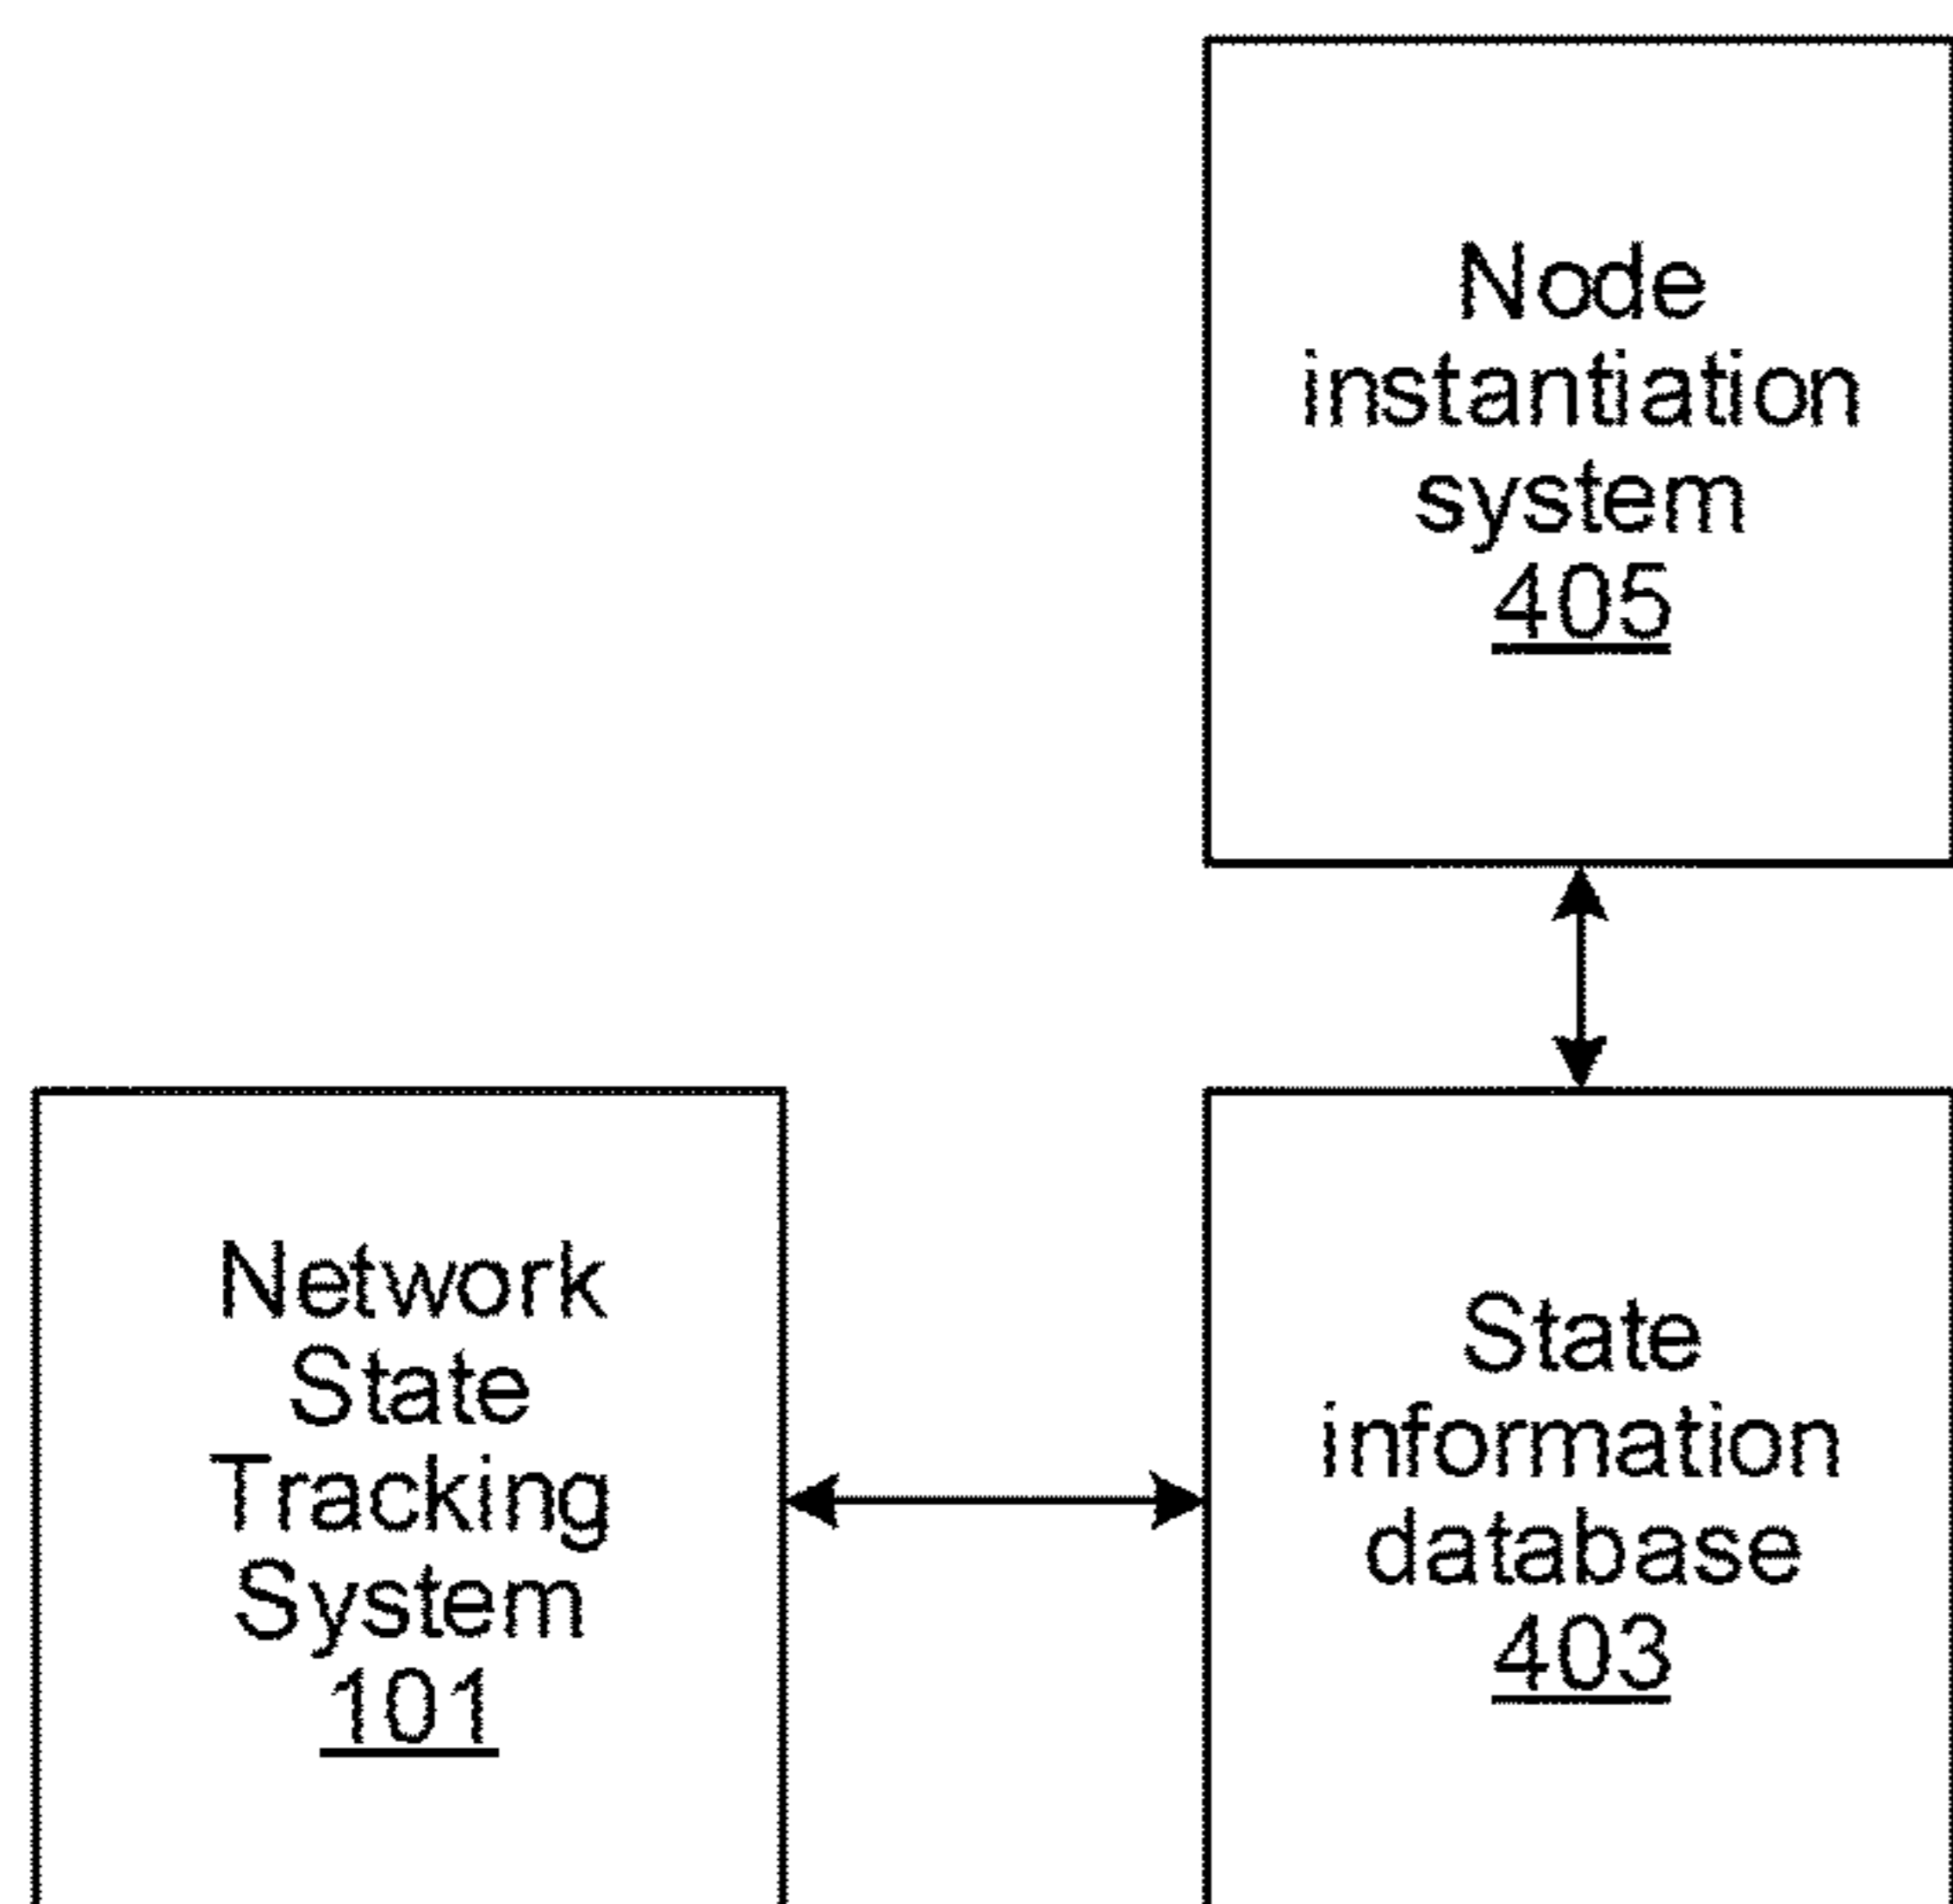 Node
instantiation
system
405
Network
State
Tracking
System
101
State
information
database
403